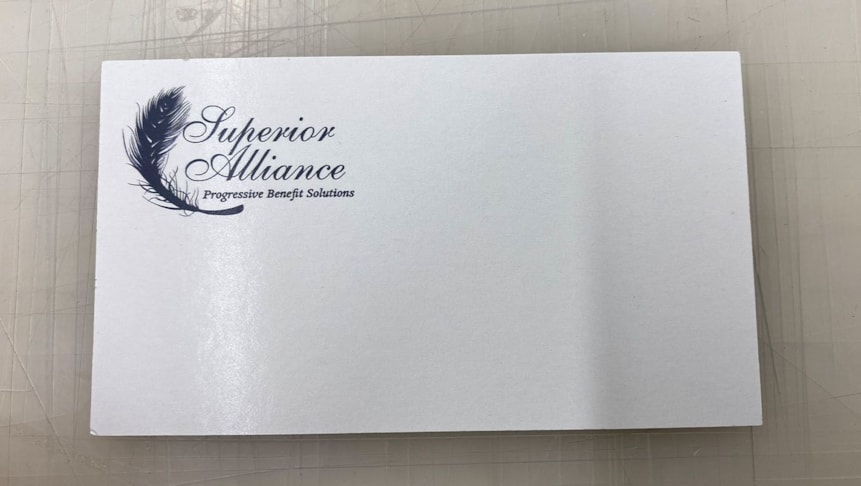 Superior
Alliance
Progressive Benefit Solutions